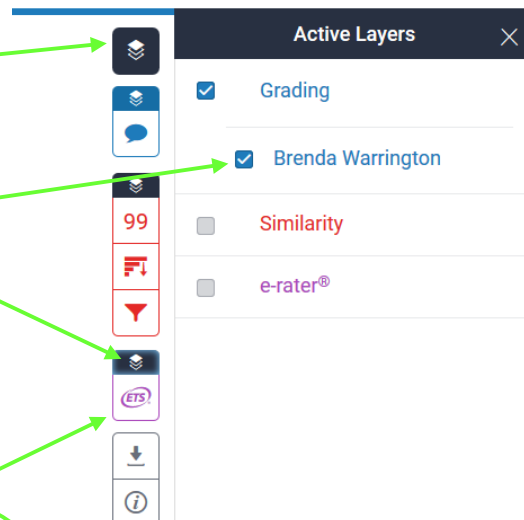 Active Layers
Grading
Brenda Warrington
99
Similarity
e-rater®
ETS
i